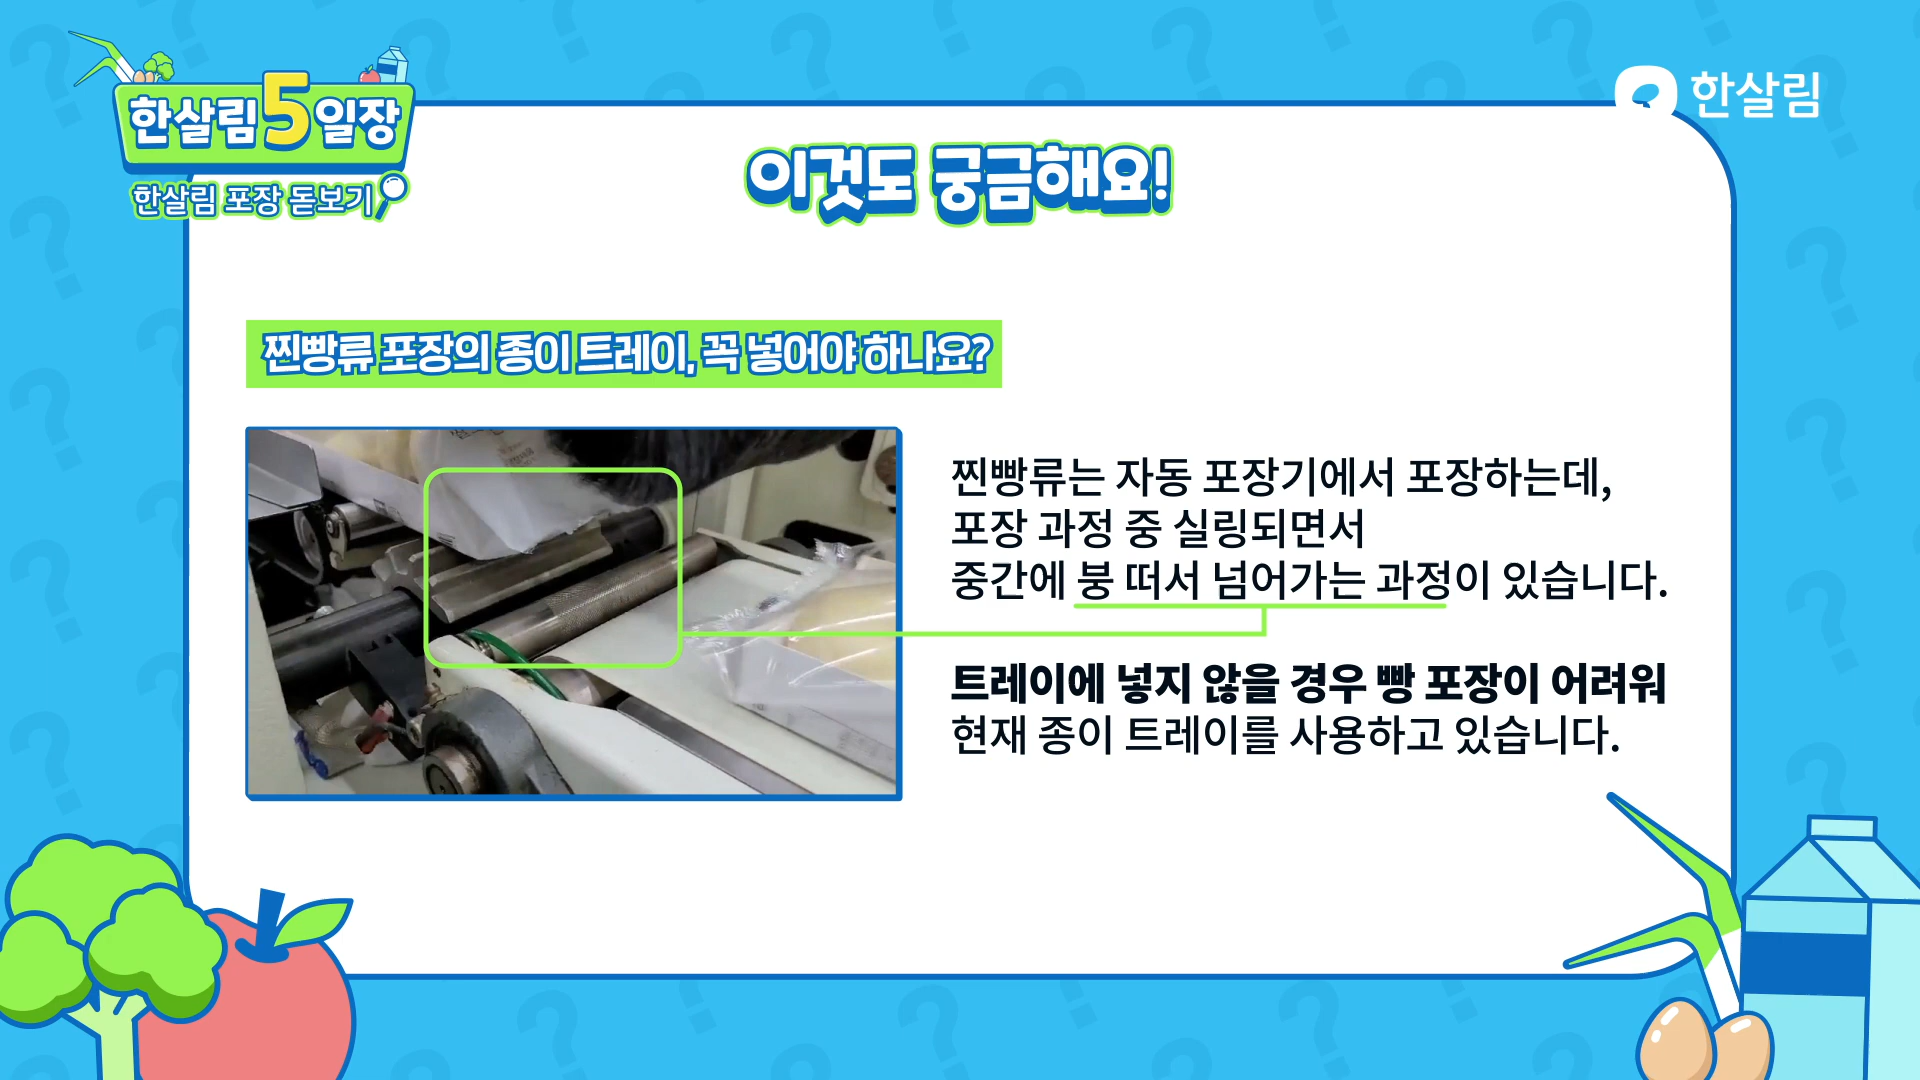 한살림5일장
한살림 포장 돋보기
한살림
이것도 궁금해요!
찐빵류 포장의 종이 트레이, 꼭 넣어야 하나요?
찐빵류는 자동 포장기에서 포장하는데,
포장 과정 중 실링되면서
중간에 붕 떠서 넘어가는 과정이 있습니다.
트레이에 넣지 않을 경우 빵 포장이 어려워
현재 종이 트레이를 사용하고 있습니다.